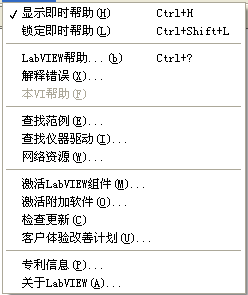 ✓ 显示即时帮助(H) Ctrl+H
锁定即时帮助(L) Ctrl+Shift+L
LabVIEW帮助...(b) Ctrl+?
解释错误(X)...
本VI帮助(F)
查找范例(E)...
查找仪器驱动(I)...
网络资源(W)...
激活LabVIEW组件(M)...
激活附加软件(O)...
检查更新(C)
客户体验改善计划(U)...
专利信息(P)...
关于LabVIEW(A)...